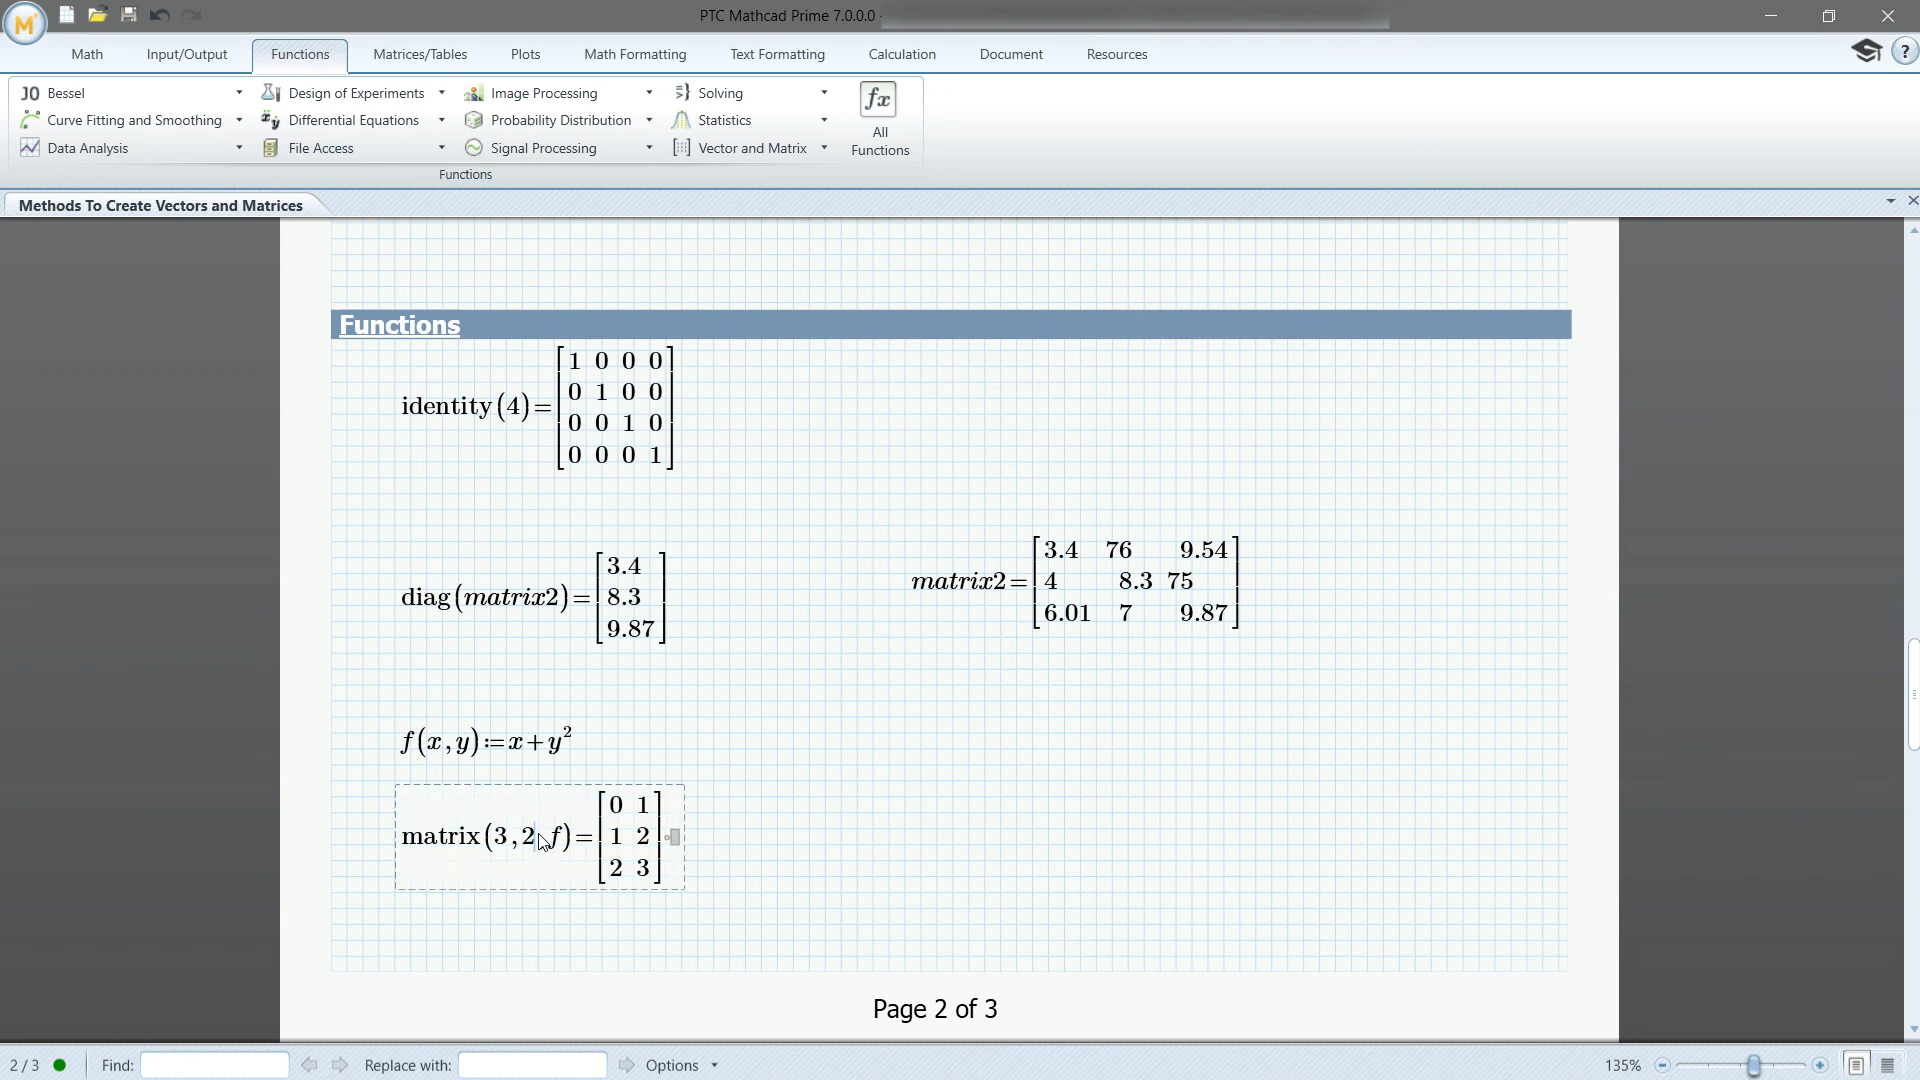 PTC Mathcad Prime 7.0.0.0 -
Math Input/Output Functions Matrices/Tables Plots Math Formatting Text Formatting Calculation Document Resources
Bessel Design of Experiments Image Processing Solving
Curve Fitting and Smoothing Differential Equations Probability Distribution Statistics
Data Analysis File Access Signal Processing Vector and Matrix
fx
All
Functions
Functions
Methods To Create Vectors and Matrices
Functions
identity(4)=
1 0 0 0
0 1 0 0
0 0 1 0
0 0 0 1
diag(matrix2)=
3.4
8.3
9.87
matrix2=
3.4 76 9.54
4 8.3 75
6.01 7 9.87
f(x,y):=x+y²
matrix(3,2,f)=
0 1
1 2
2 3
Page 2 of 3
2 / 3 Find: Replace with: Options 135%